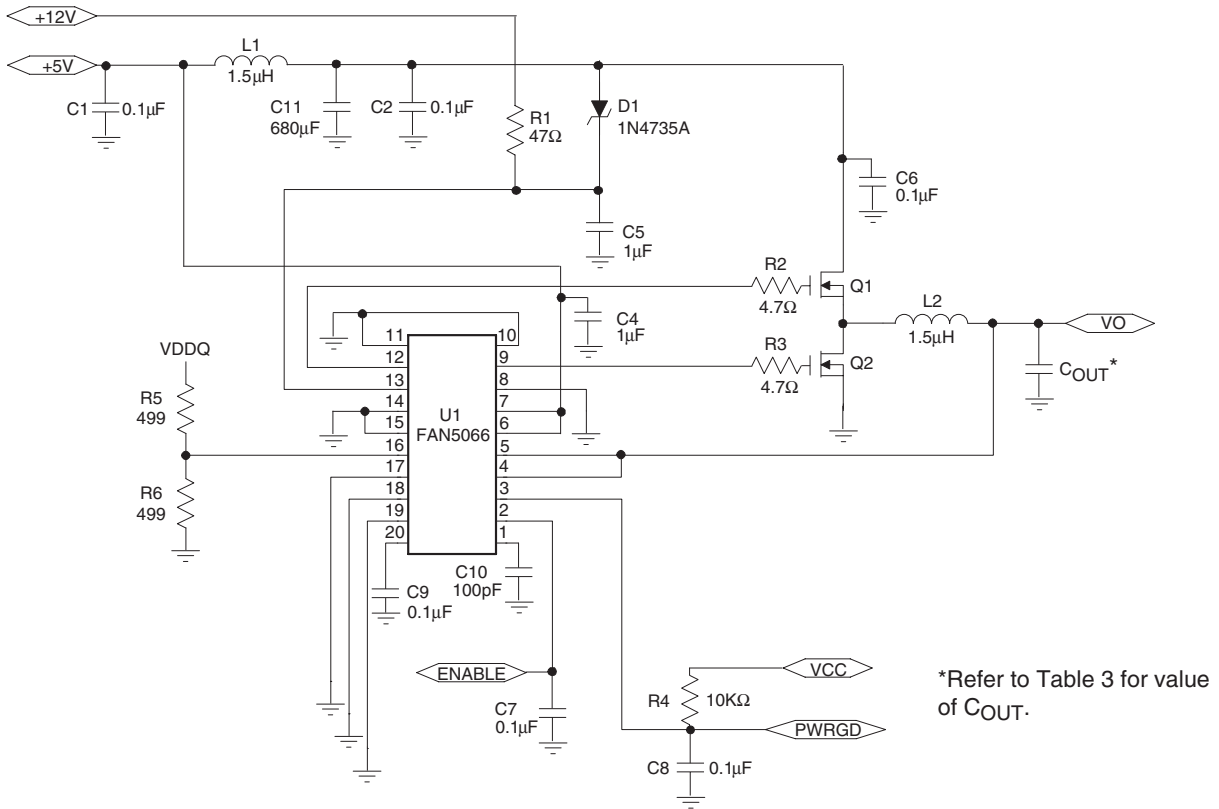 +12V
+5V
L1
1.5µH
C1
0.1µF
C11
680µF
C2
0.1µF
R1
47Ω
D1
1N4735A
C6
0.1µF
C5
1µF
R2
4.7Ω
Q1
L2
1.5µH
VO
C4
1µF
R3
4.7Ω
Q2
COUT*
VDDQ
R5
499
R6
499
U1
FAN5066
11
12
13
14
15
16
17
18
19
20
10
9
8
7
6
5
4
3
2
1
C9
0.1µF
C10
100pF
ENABLE
C7
0.1µF
VCC
R4
10KΩ
PWRGD
C8
0.1µF
*Refer to Table 3 for value
of COUT.